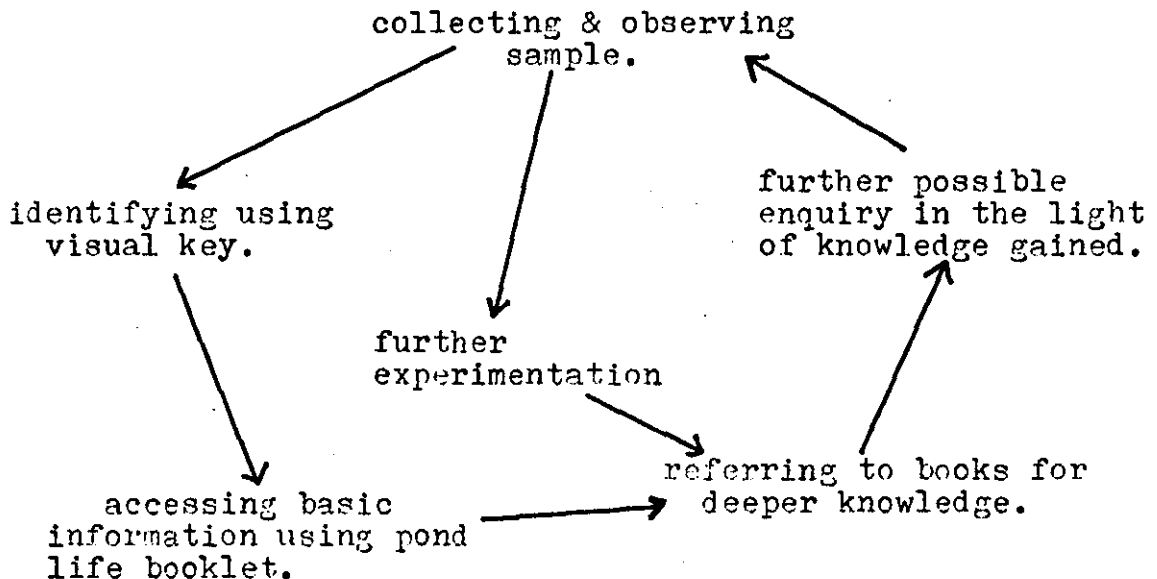 collecting & observing
sample.
identifying using
visual key.
further possible
enquiry in the light
of knowledge gained.
further
experimentation
referring to books for
deeper knowledge.
accessing basic
information using pond
life booklet.